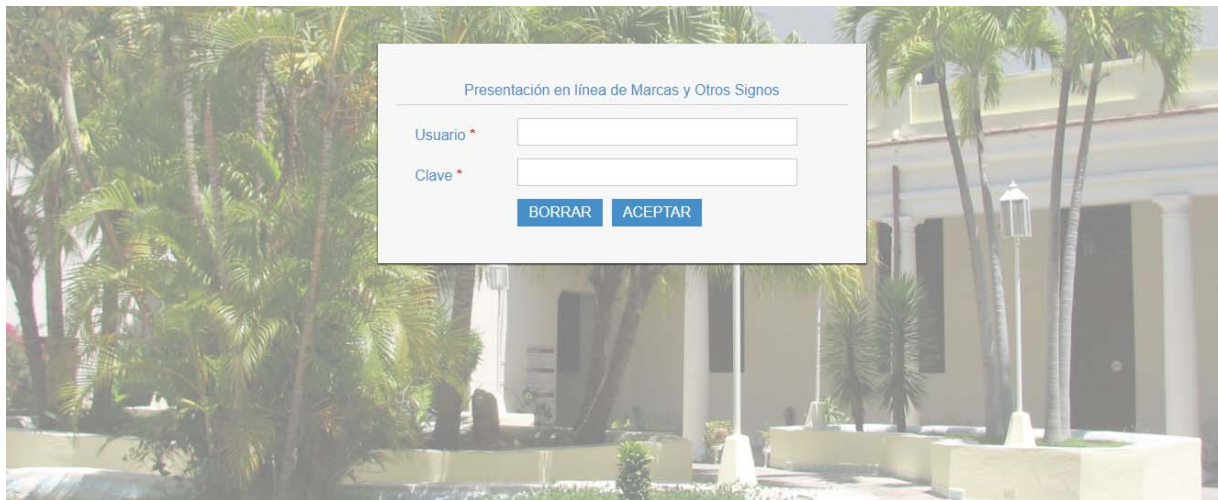 Presentación en línea de Marcas y Otros Signos
Usuario *
Clave *
BORRAR ACEPTAR